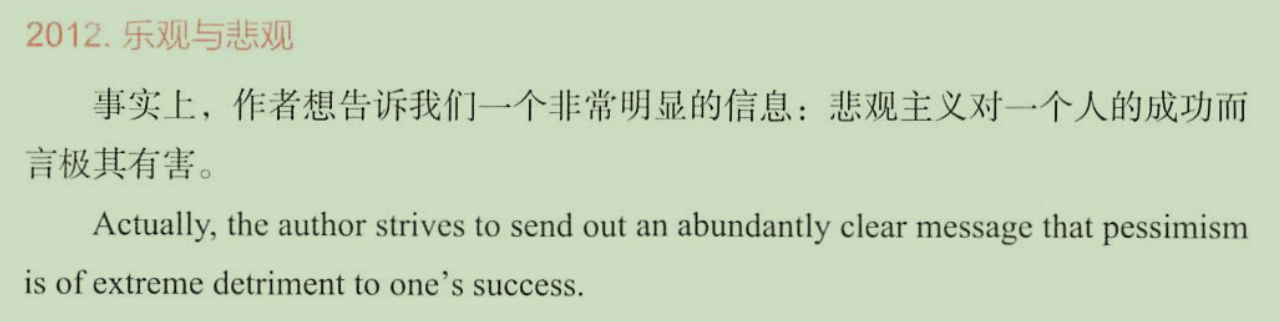 2012. 乐观与悲观
事实上，作者想告诉我们一个非常明显的信息：悲观主义对一个人的成功而
言极其有害。
Actually, the author strives to send out an abundantly clear message that pessimism
is of extreme detriment to one's success.